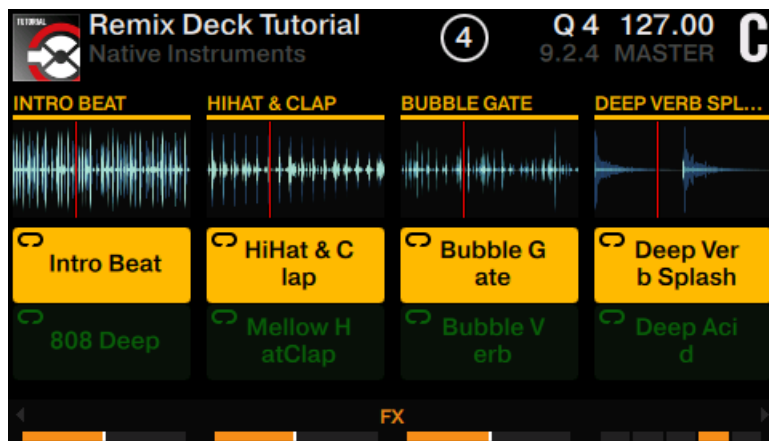 TUTORIAL
Remix Deck Tutorial
Native Instruments
4
Q 4 127.00
9.2.4 MASTER
C
INTRO BEAT
HIHAT & CLAP
BUBBLE GATE
DEEP VERB SPL...
Intro Beat
HiHat & C
lap
Bubble G
ate
Deep Ver
b Splash
808 Deep
Mellow H
atClap
Bubble V
erb
Deep Aci
d
FX